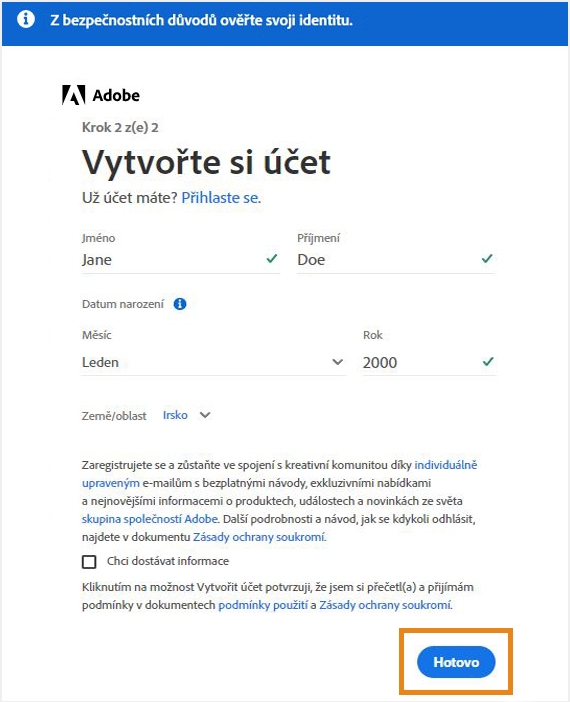 Z bezpečnostních důvodů ověřte svoji identitu.
Adobe
Krok 2 z(e) 2
Vytvořte si účet
Už účet máte? Přihlaste se.
Jméno Příjmení
Jane Doe
Datum narození
Měsíc Rok
Leden 2000
Země/oblast Irsko
Zaregistrujete se a zůstaňte ve spojení s kreativní komunitou díky individuálně
upraveným e-mailům s bezplatnými návody, exkluzivními nabídkami
a nejnovějšími informacemi o produktech, událostech a novinkách ze světa
skupina společností Adobe. Další podrobnosti a návod, jak se kdykoli odhlásit,
najdete v dokumentu Zásady ochrany soukromí.
Chci dostávat informace
Kliknutím na možnost Vytvořit účet potvrzuji, že jsem si přečetl(a) a přijímám
podmínky v dokumentech podmínky použití a Zásady ochrany soukromí.
Hotovo